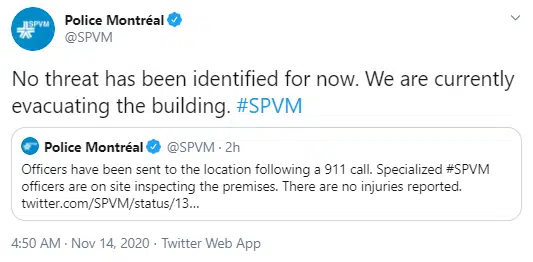 SPVM
Police Montréal
@SPVM
No threat has been identified for now. We are currently
evacuating the building. #SPVM
Police Montréal @SPVM · 2h
Officers have been sent to the location following a 911 call. Specialized #SPVM
officers are on site inspecting the premises. There are no injuries reported.
twitter.com/SPVM/status/13...
4:50 AM · Nov 14, 2020 · Twitter Web App